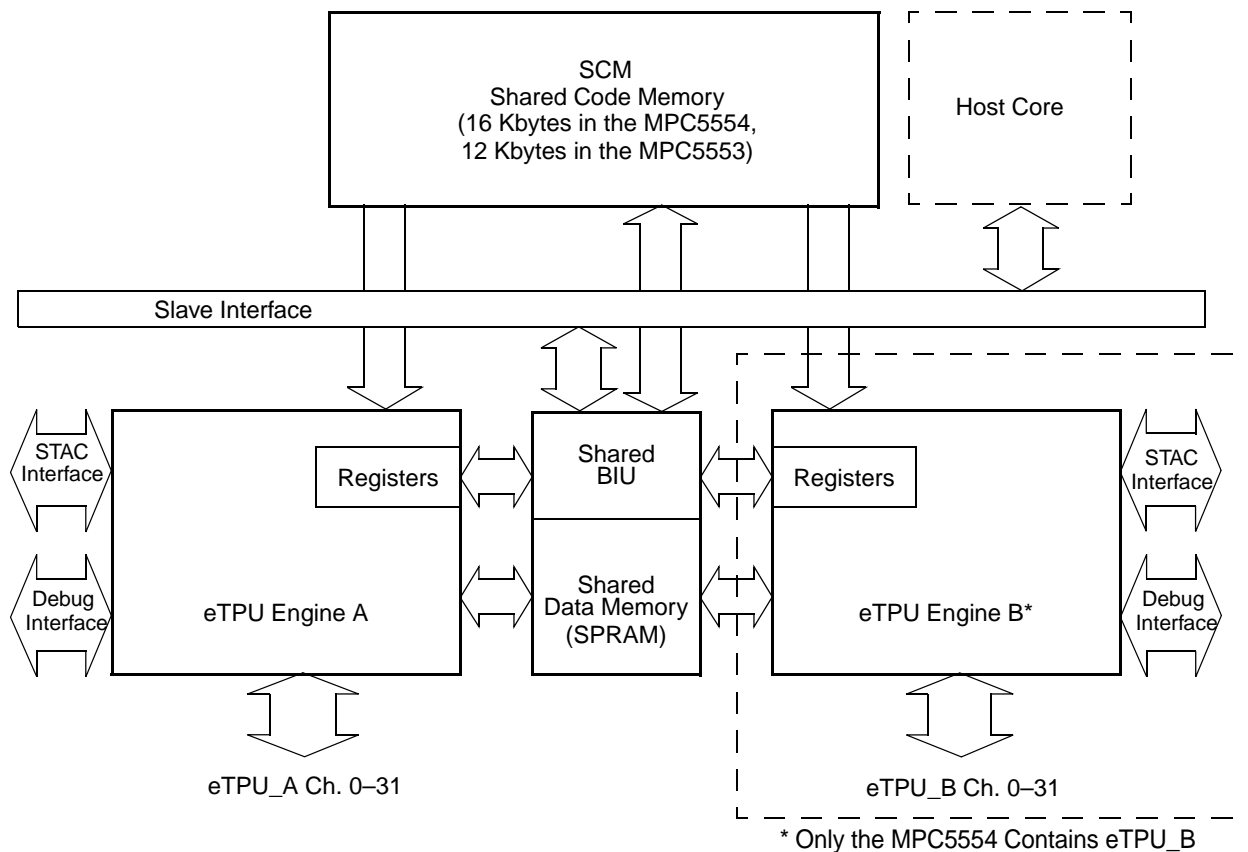 SCM
Shared Code Memory
(16 Kbytes in the MPC5554,
12 Kbytes in the MPC5553)
Host Core
Slave Interface
STAC
Interface
Registers
Shared
BIU
Registers
STAC
Interface
Debug
Interface
eTPU Engine A
Shared
Data Memory
(SPRAM)
eTPU Engine B*
Debug
Interface
eTPU_A Ch. 0–31
eTPU_B Ch. 0–31
* Only the MPC5554 Contains eTPU_B